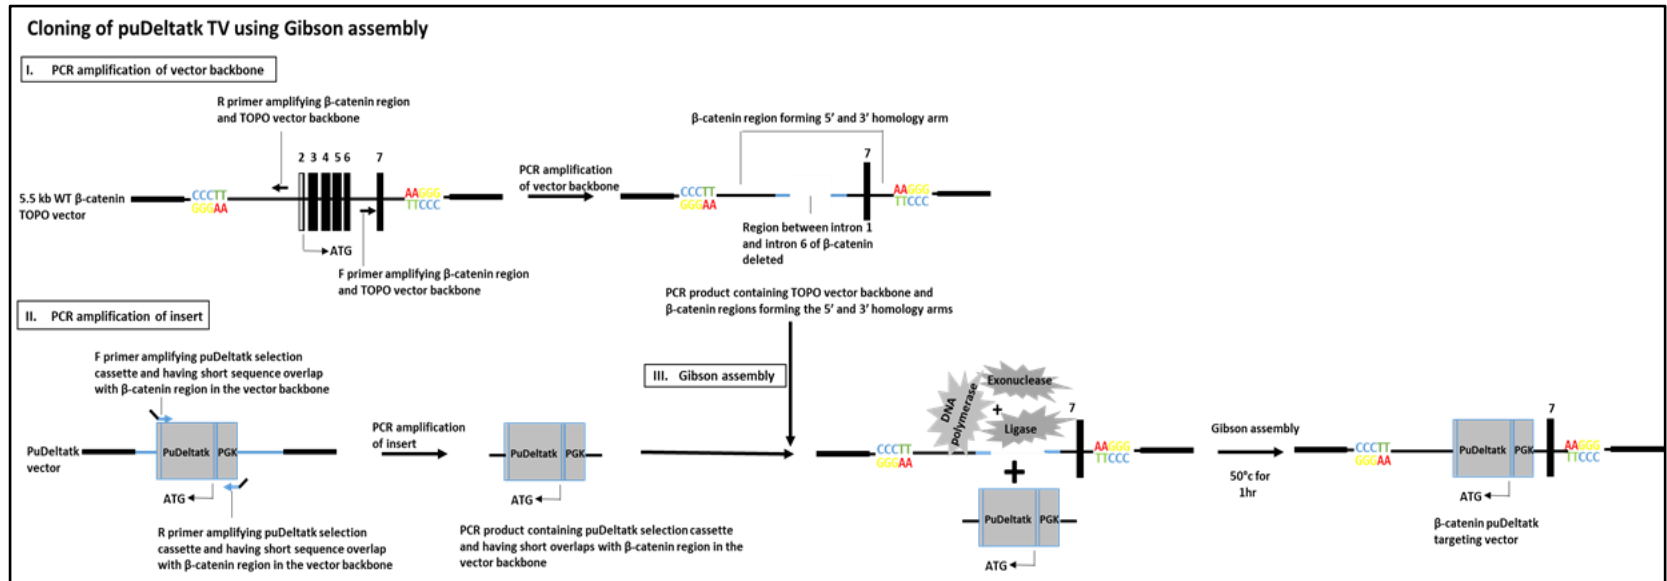 Cloning of puDeltatk TV using Gibson assembly
I. PCR amplification of vector backbone
R primer amplifying β-catenin region
and TOPO vector backbone
2 3 4 5 6 7
5.5 kb WT β-catenin
TOPO vector
CCCTT
GGGAA
AAGGG
TTCCC
ATG
F primer amplifying β-catenin region
and TOPO vector backbone
PCR amplification
of vector backbone
β-catenin region forming 5’ and 3’ homology arm
7
CCCTT
GGGAA
AAGGG
TTCCC
Region between intron 1
and intron 6 of β-catenin
deleted
PCR product containing TOPO vector backbone and
β-catenin regions forming the 5’ and 3’ homology arms
II. PCR amplification of insert
F primer amplifying puDeltatk selection
cassette and having short sequence overlap
with β-catenin region in the vector backbone
PuDeltatk
vector
PuDeltatk PGK
ATG
R primer amplifying puDeltatk selection
cassette and having short sequence overlap
with β-catenin region in the vector backbone
PCR amplification
of insert
PuDeltatk PGK
ATG
PCR product containing puDeltatk selection cassette
and having short overlaps with β-catenin region in the
vector backbone
III. Gibson assembly
DNA
polymerase
Exonuclease
+
Ligase
7
CCCTT
GGGAA
AAGGG
TTCCC
+
PuDeltatk PGK
ATG
Gibson assembly
50°c for
1hr
7
CCCTT
GGGAA
PuDeltatk PGK
AAGGG
TTCCC
ATG
β-catenin puDeltatk
targeting vector